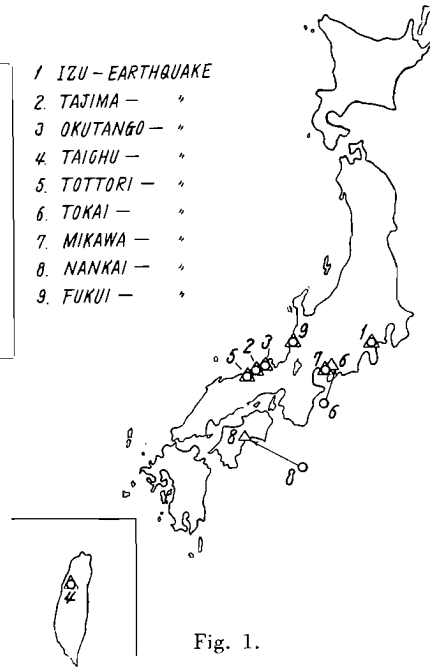 1 IZU - EARTHQUAKE
2. TAJIMA - "
3 OKUTANGO - "
4. TAIGHU - "
5. TOTTORI - "
6. TOKAI - "
7. MIKAWA - "
8. NANKAI - "
9. FUKUI - "
9
1
5 2 3
7 6
6
8
8
4
Fig. 1.